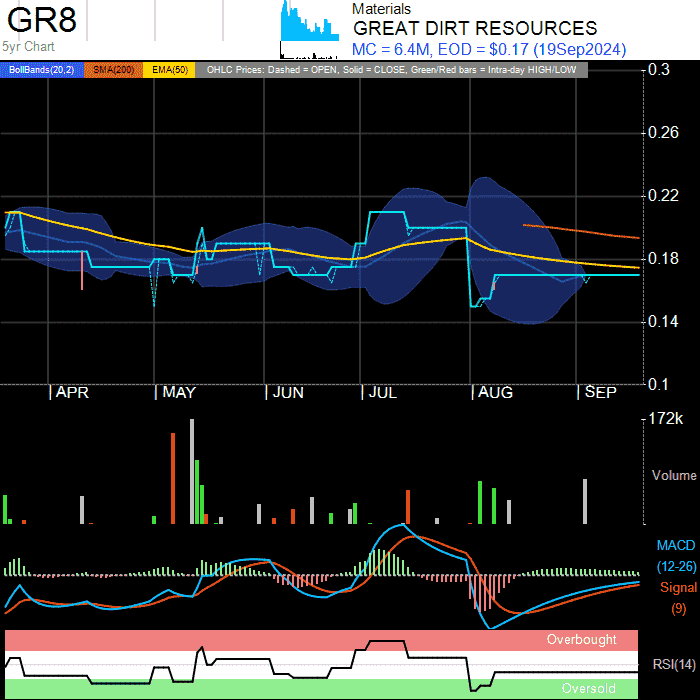 GR8
5yr Chart
Materials
GREAT DIRT RESOURCES
MC = 6.4M, EOD = $0.17 (19Sep2024)
BollBands(20,2) SMA(200) EMA(50) OHLC Prices: Dashed = OPEN, Solid = CLOSE, Green/Red bars = Intra-day HIGH/LOW
0.3
0.26
0.22
0.18
0.14
0.1
APR MAY JUN JUL AUG SEP
172k
Volume
MACD
(12-26)
Signal
(9)
Overbought
RSI(14)
Oversold